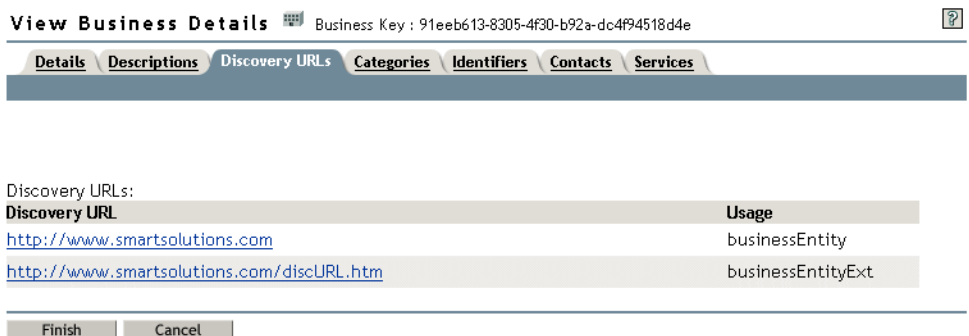 View Business Details Business Key : 91eeb613-8305-4f30-b92a-dc4f94518d4e ?
Details Descriptions Discovery URLs Categories Identifiers Contacts Services
Discovery URLs:
Discovery URL Usage
http://www.smartsolutions.com businessEntity
http://www.smartsolutions.com/discURL.htm businessEntityExt
Finish Cancel